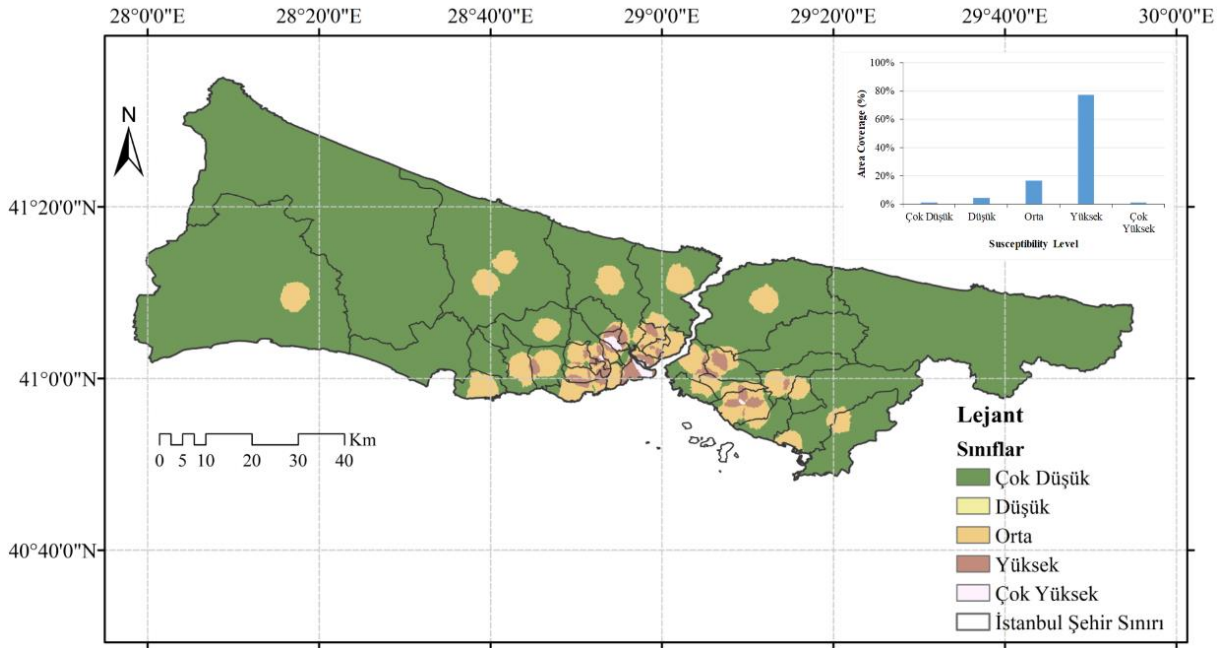 28°0'0"E 28°20'0"E 28°40'0"E 29°0'0"E 29°20'0"E 29°40'0"E 30°0'0"E
N
41°20'0"N
41°0'0"N
40°40'0"N
100%
80%
60%
40%
20%
0%
Area Coverage (%)
Çok Düşük Düşük Orta Yüksek Çok
Yüksek
Susceptibility Level
Km
0 5 10 20 30 40
Lejant
Sınıflar
Çok Düşük
Düşük
Orta
Yüksek
Çok Yüksek
İstanbul Şehir Sınırı